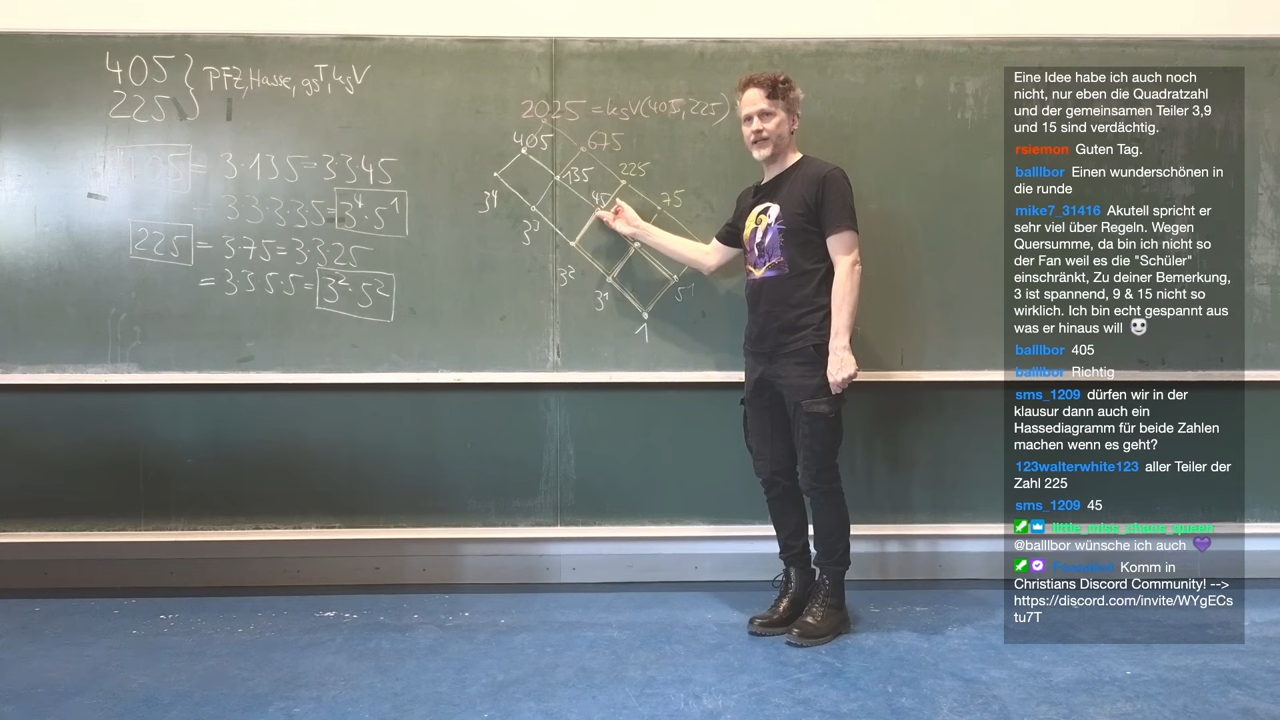 405 } PFZ, Hasse, gsT, ksV
225
405 = 3·135=3·3·45
= 3·3·3·3·5=3⁴·5¹
225 = 3·75=3·3·25
= 3·3·5·5=3²·5²
2025 = ksV(405,225)
405 675
135 225
3⁴ 45 75
3³
3²
3¹ 5¹
1
Eine Idee habe ich auch noch
nicht, nur eben die Quadratzahl
und der gemeinsamen Teiler 3,9
und 15 sind verdächtig.
rsiemon Guten Tag.
balllbor Einen wunderschönen in
die runde
mike7_31416 Akutell spricht er
sehr viel über Regeln. Wegen
Quersumme, da bin ich nicht so
der Fan weil es die "Schüler"
einschränkt, Zu deiner Bemerkung,
3 ist spannend, 9 & 15 nicht so
wirklich. Ich bin echt gespannt aus
was er hinaus will
balllbor 405
balllbor Richtig
sms_1209 dürfen wir in der
klausur dann auch ein
Hassediagramm für beide Zahlen
machen wenn es geht?
123walterwhite123 aller Teiler der
Zahl 225
sms_1209 45
little_miss_chaos_queen
@balllbor wünsche ich auch
Komm in
Christians Discord Community! -->
https://discord.com/invite/WYgECs
tu7T